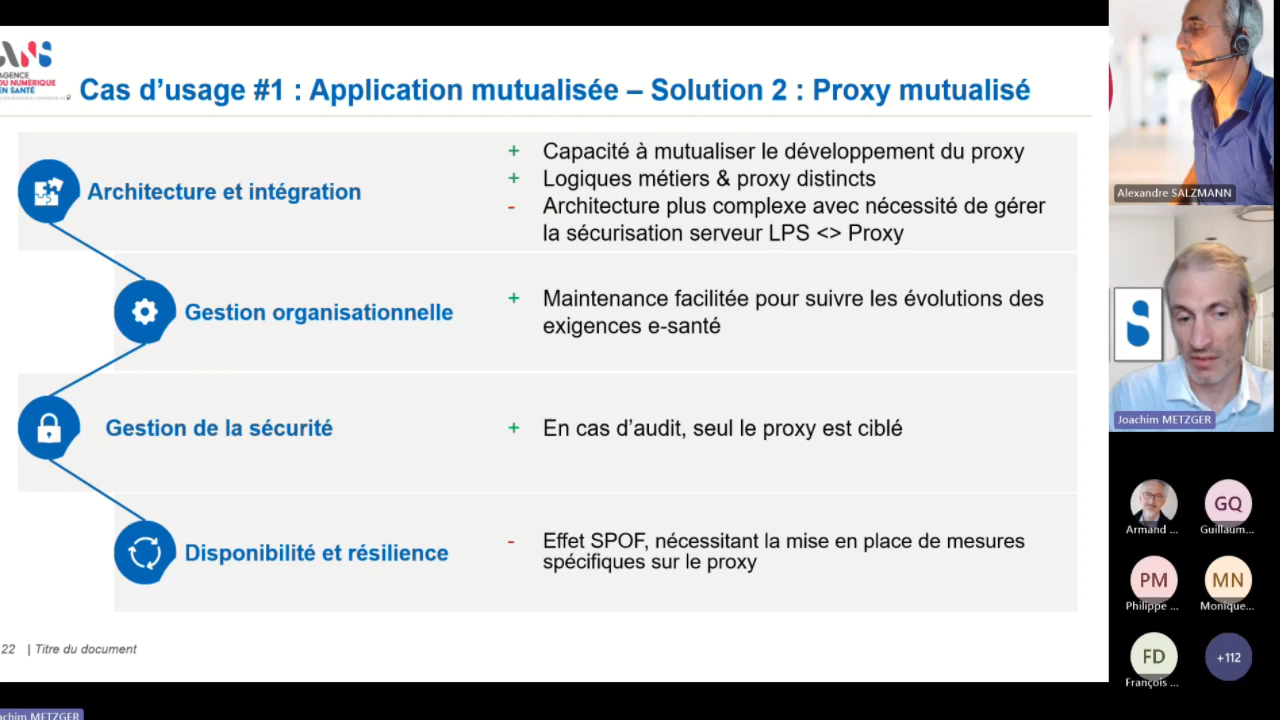 AGENCE
DU NUMÉRIQUE
EN SANTÉ
Cas d'usage #1 : Application mutualisée – Solution 2 : Proxy mutualisé
Architecture et intégration
+ Capacité à mutualiser le développement du proxy
+ Logiques métiers & proxy distincts
- Architecture plus complexe avec nécessité de gérer
la sécurisation serveur LPS <> Proxy
Gestion organisationnelle
+ Maintenance facilitée pour suivre les évolutions des
exigences e-santé
Gestion de la sécurité
+ En cas d'audit, seul le proxy est ciblé
Disponibilité et résilience
- Effet SPOF, nécessitant la mise en place de mesures
spécifiques sur le proxy
22 | Titre du document
Alexandre SALZMANN
Joachim METZGER
Armand ...
GQ
Guillaum...
PM
Philippe ...
MN
Monique...
FD
François ...
+112
achim METZGER